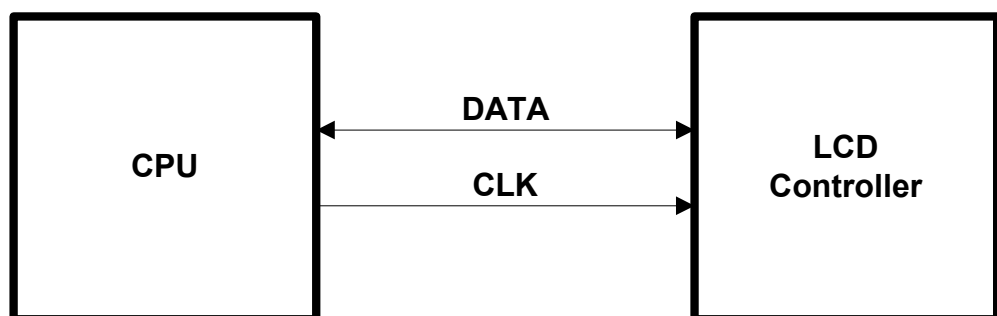 DATA
CPU
CLK
LCD
Controller